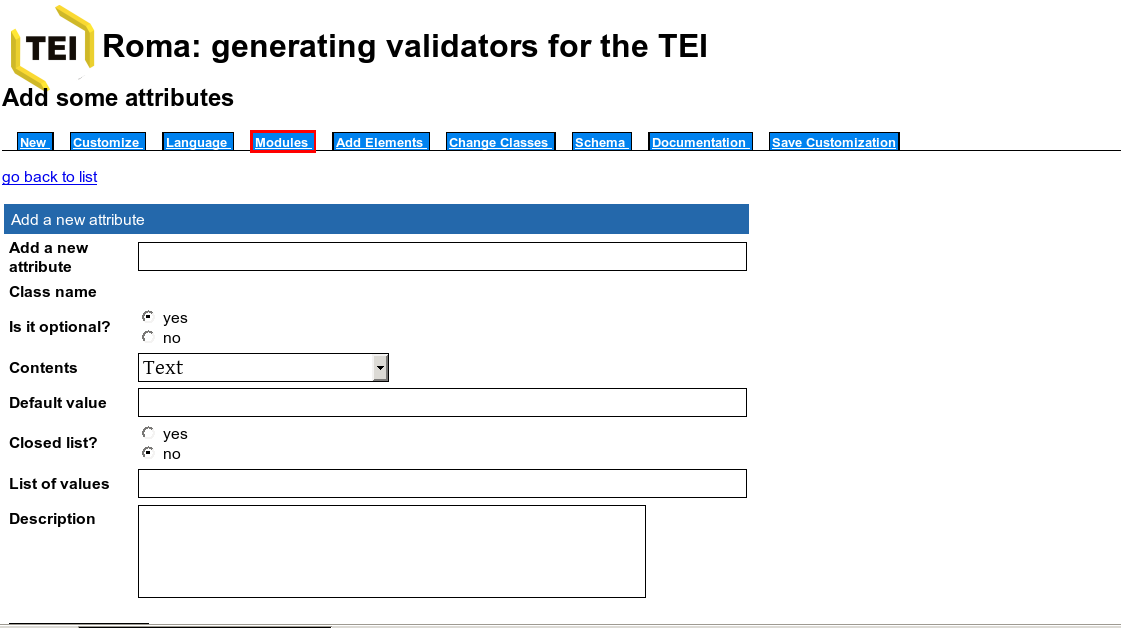 TEI
Roma: generating validators for the TEI
Add some attributes
New Customize Language Modules Add Elements Change Classes Schema Documentation Save Customization
go back to list
Add a new attribute
Add a new
attribute
Class name
Is it optional?
yes
no
Contents
Text
Default value
Closed list?
yes
no
List of values
Description